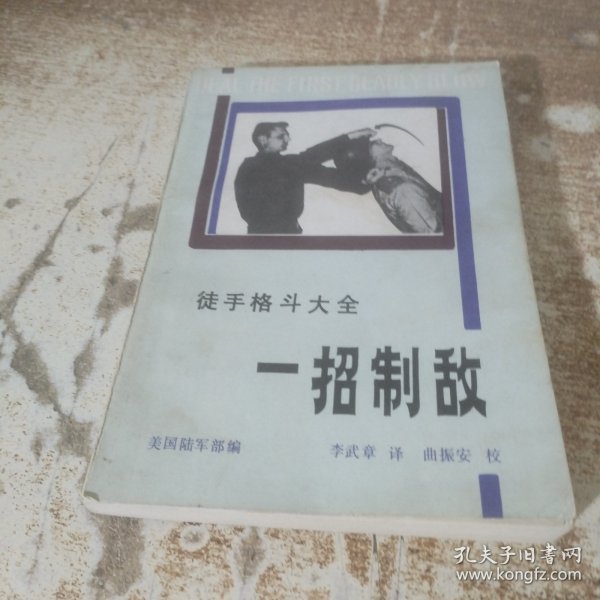 THE FIRST DEADLY BLOW
徒手格斗大全
一招制敌
美国陆军部编 李武章 译 曲振安 校
孔夫子旧书网
www.kongfz.com